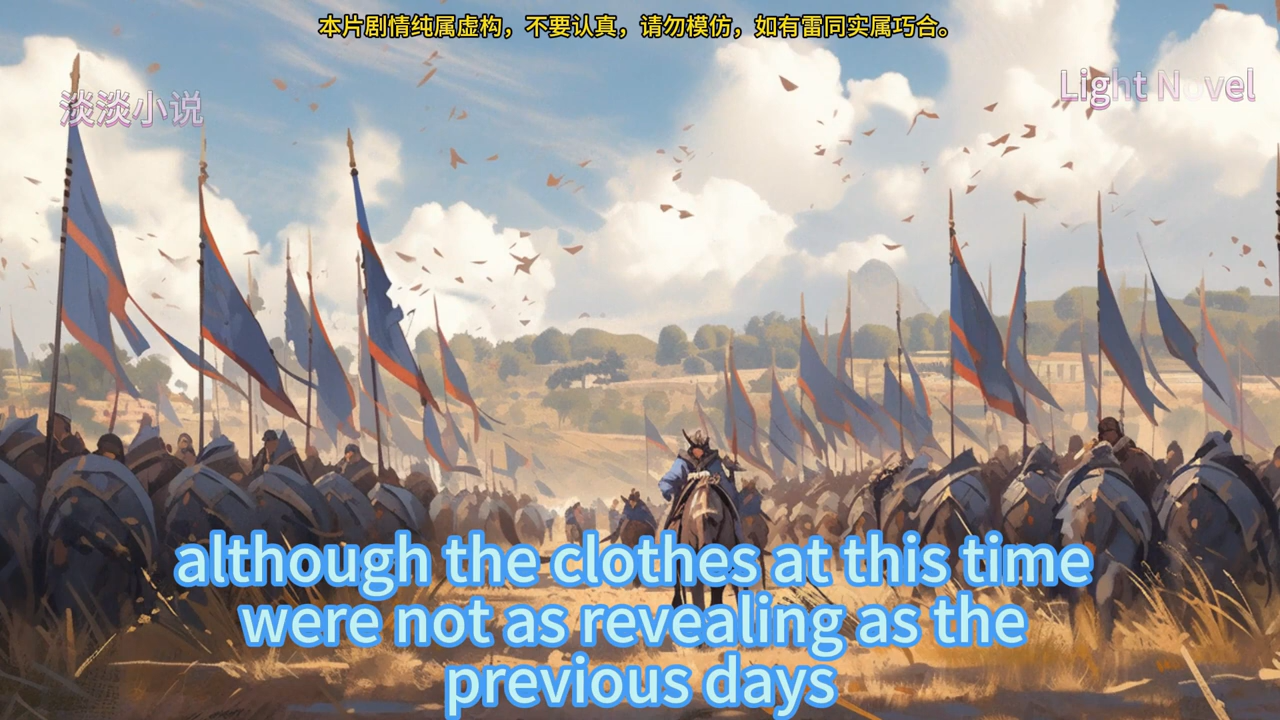 本片剧情纯属虚构，不要认真，请勿模仿，如有雷同实属巧合。
淡淡小说
Light Novel
although the clothes at this time
were not as revealing as the
previous days